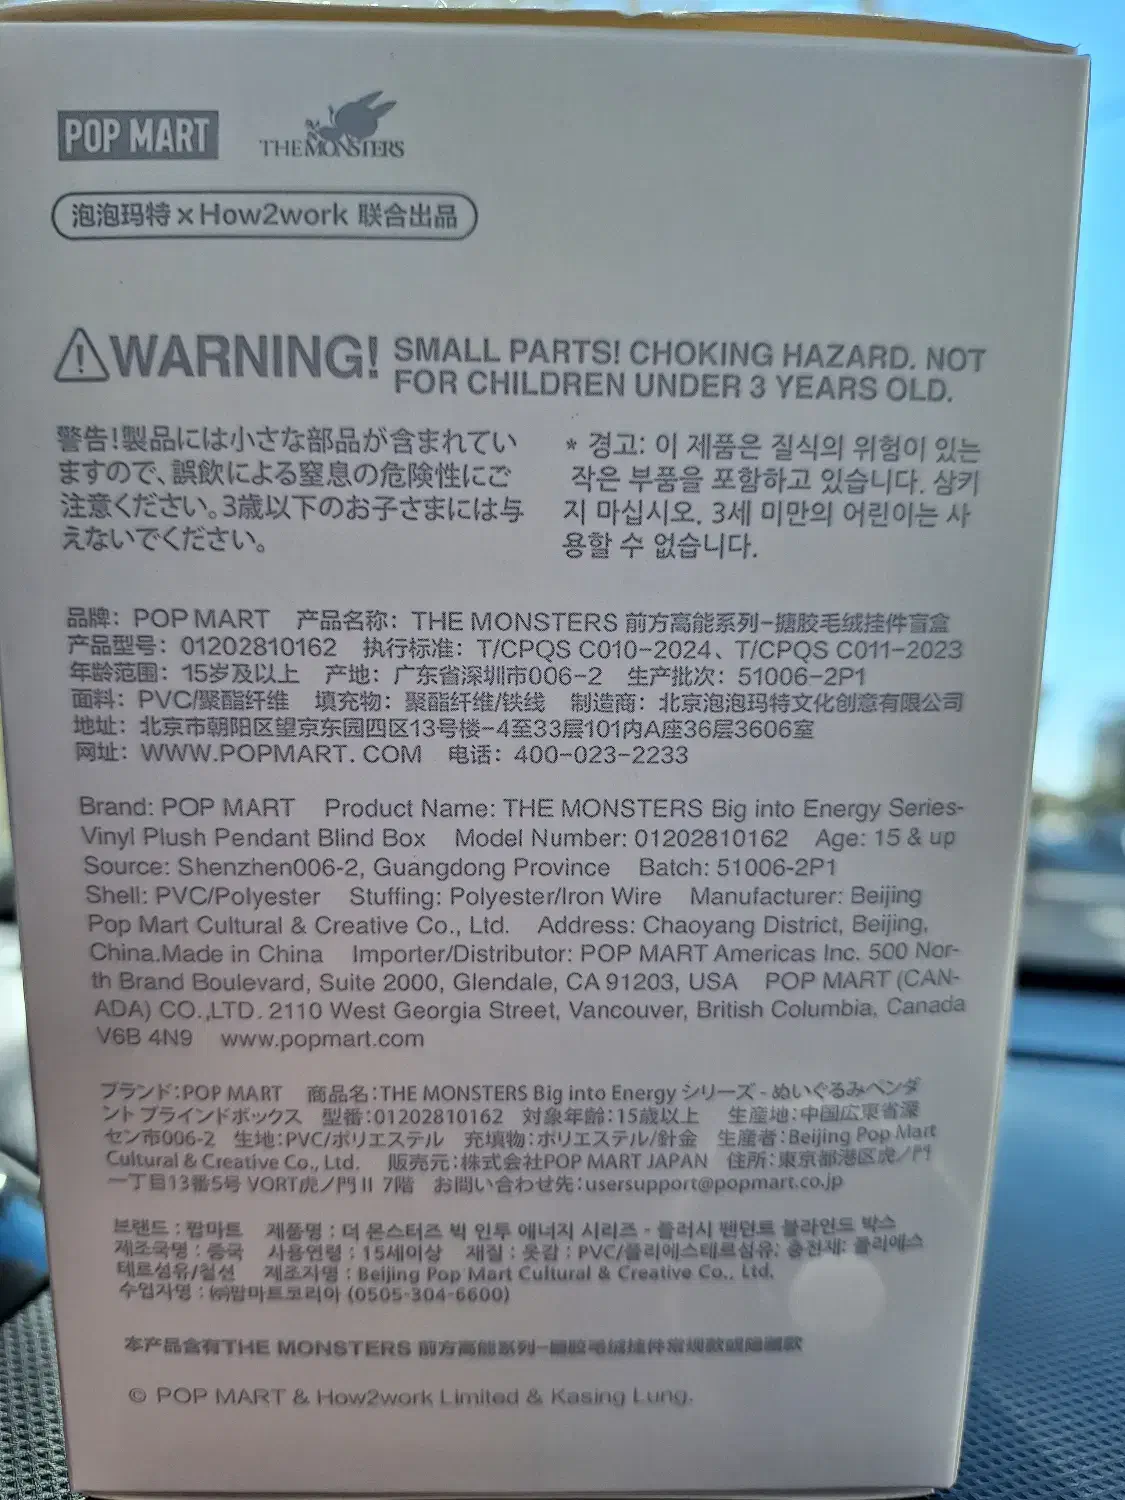 POP MART
THE MONSTERS
泡泡玛特×How2work 联合出品
WARNING! SMALL PARTS! CHOKING HAZARD. NOT
FOR CHILDREN UNDER 3 YEARS OLD.
警告!製品には小さな部品が含まれてい
ますので、誤飲による窒息の危険性にご
注意ください。3歳以下のお子さまには与
えないでください。
* 경고: 이 제품은 질식의 위험이 있는
작은 부품을 포함하고 있습니다. 삼키
지 마십시오. 3세 미만의 어린이는 사
용할 수 없습니다.
品牌: POP MART 产品名称: THE MONSTERS 前方高能系列-搪胶毛绒挂件盲盒
产品型号: 01202810162 执行标准: T/CPQS C010-2024、T/CPQS C011-2023
年龄范围: 15岁及以上 产地: 广东省深圳市006-2 生产批次: 51006-2P1
面料: PVC/聚酯纤维 填充物: 聚酯纤维/铁线 制造商: 北京泡泡玛特文化创意有限公司
地址: 北京市朝阳区望京东园四区13号楼-4至33层101内A座36层3606室
网址: WWW.POPMART. COM 电话: 400-023-2233
Brand: POP MART Product Name: THE MONSTERS Big into Energy Series-
Vinyl Plush Pendant Blind Box Model Number: 01202810162 Age: 15 & up
Source: Shenzhen006-2, Guangdong Province Batch: 51006-2P1
Shell: PVC/Polyester Stuffing: Polyester/Iron Wire Manufacturer: Beijing
Pop Mart Cultural & Creative Co., Ltd. Address: Chaoyang District, Beijing,
China.Made in China Importer/Distributor: POP MART Americas Inc. 500 Nor-
th Brand Boulevard, Suite 2000, Glendale, CA 91203, USA POP MART (CAN-
ADA) CO.,LTD. 2110 West Georgia Street, Vancouver, British Columbia, Canada
V6B 4N9 www.popmart.com
ブランド:POP MART 商品名:THE MONSTERS Big into Energy シリーズ - ぬいぐるみペンダ
ント ブラインドボックス 型番:01202810162 対象年齢:15歳以上 生産地:中国広東省深
セン市006-2 生地:PVC/ポリエステル 充填物:ポリエステル/針金 生産者:Beijing Pop Mart
Cultural & Creative Co., Ltd. 販売元:株式会社POP MART JAPAN 住所:東京都港区虎ノ門
一丁目13番5号 VORT虎ノ門 II 7階 お問い合わせ先:usersupport@popmart.co.jp
브랜드 : 팝마트 제품명 : 더 몬스터즈 빅 인투 에너지 시리즈 - 플러시 팬던트 블라인드 박스
제조국명 : 중국 사용연령 : 15세이상 재질 : 옷감 : PVC/폴리에스테르섬유; 충전재: 폴리에스
테르섬유/철선 제조자명 : Beijing Pop Mart Cultural & Creative Co., Ltd.
수입자명 : ㈜팝마트코리아 (0505-304-6600)
本产品含有THE MONSTERS 前方高能系列-搪胶毛绒挂件常规款或隐藏款
© POP MART & How2work Limited & Kasing Lung.